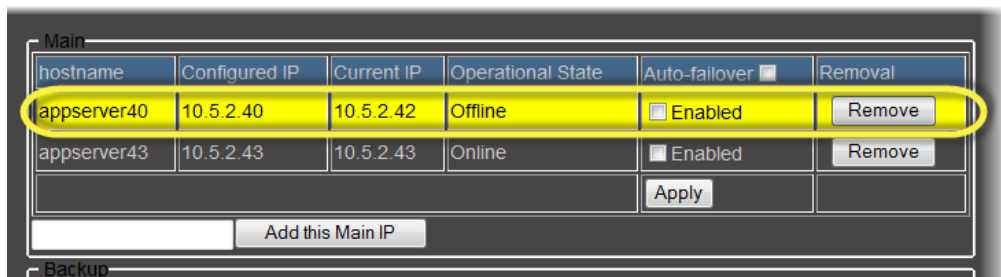 Main
hostname Configured IP Current IP Operational State Auto-failover Removal
appserver40 10.5.2.40 10.5.2.42 Offline Enabled Remove
appserver43 10.5.2.43 10.5.2.43 Online Enabled Remove
Apply
Add this Main IP
Backup